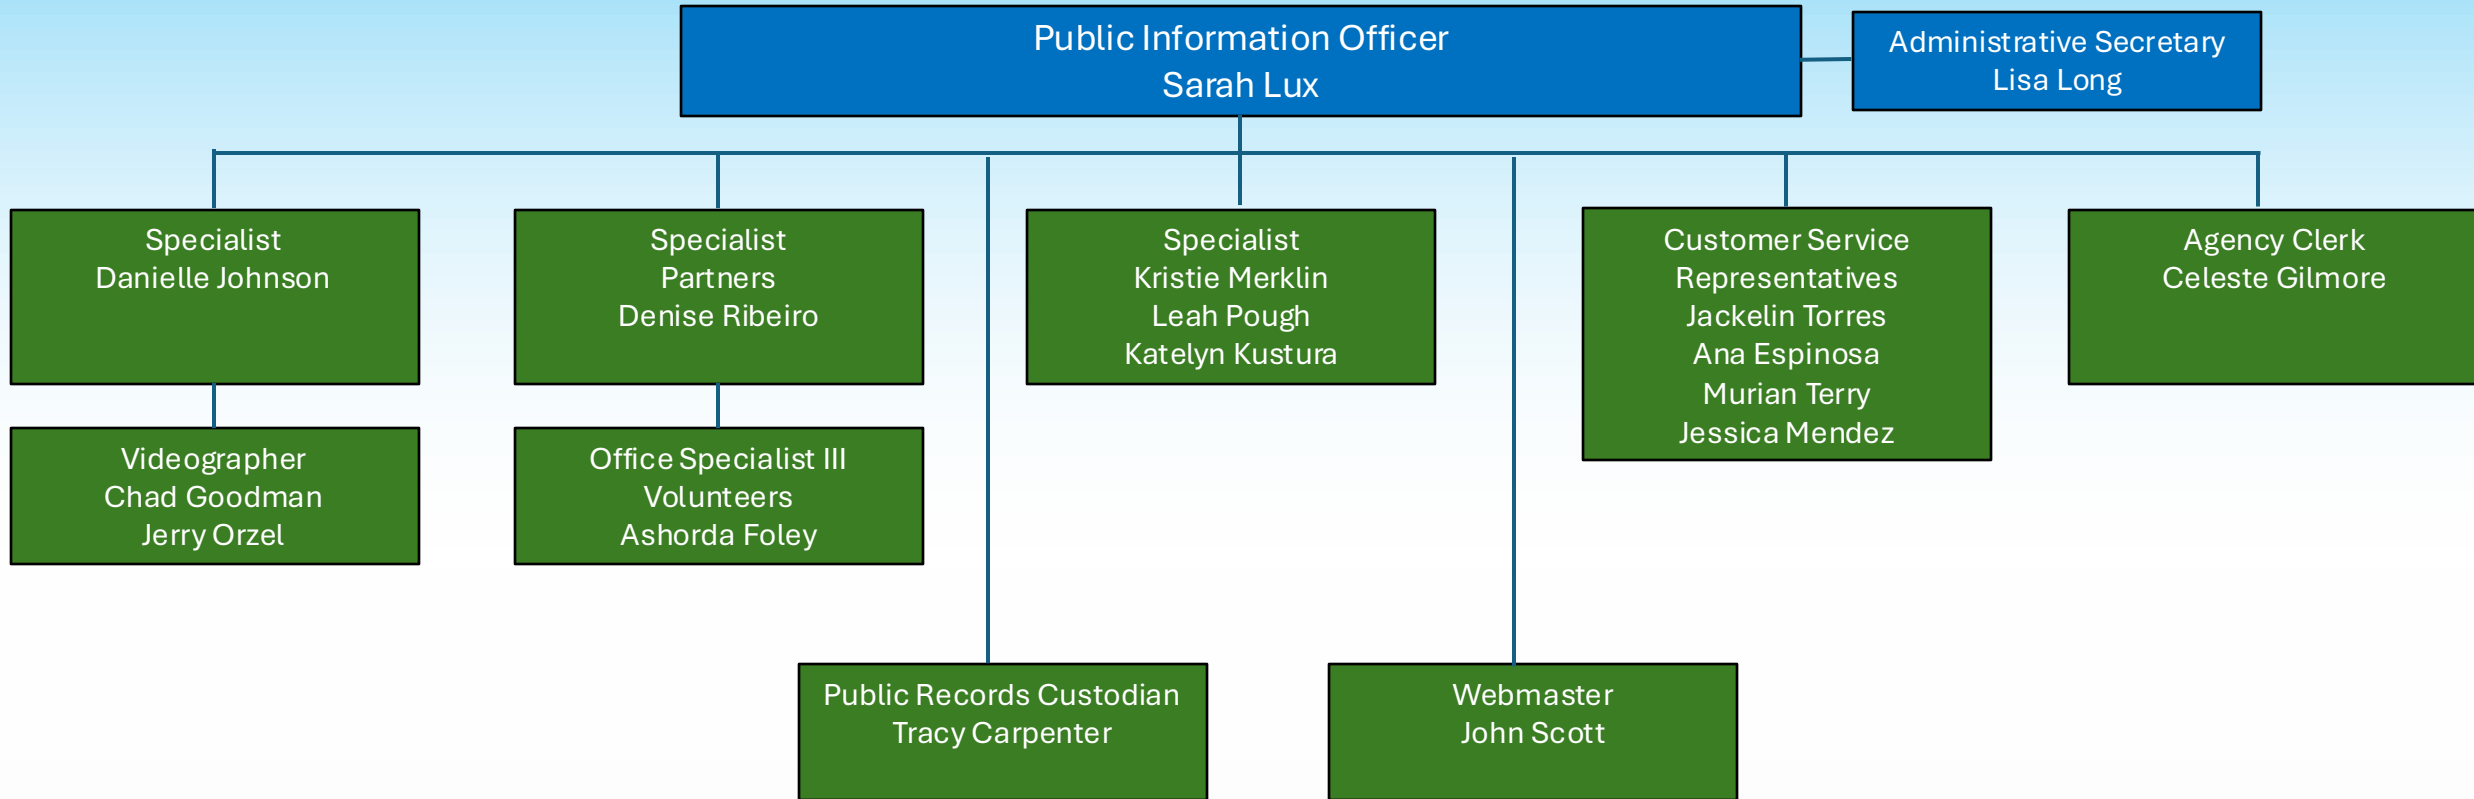 Public Information Officer
Sarah Lux
Administrative Secretary
Lisa Long
Specialist
Danielle Johnson
Specialist
Partners
Denise Ribeiro
Specialist
Kristie Merklin
Leah Pough
Katelyn Kustura
Customer Service
Representatives
Jackelin Torres
Ana Espinosa
Murian Terry
Jessica Mendez
Agency Clerk
Celeste Gilmore
Videographer
Chad Goodman
Jerry Orzel
Office Specialist III
Volunteers
Ashorda Foley
Public Records Custodian
Tracy Carpenter
Webmaster
John Scott